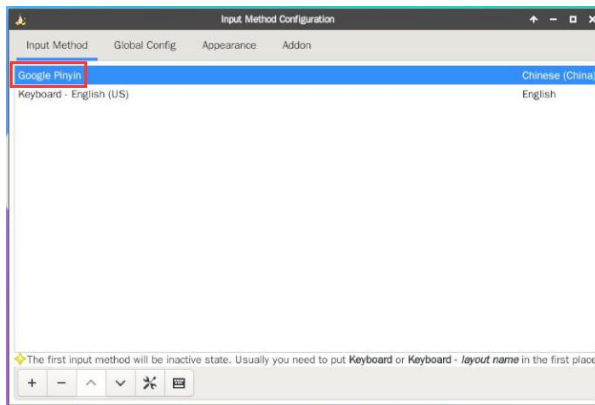 Input Method Configuration
Input Method Global Config Appearance Addon
Google Pinyin Chinese (China)
Keyboard - English (US) English
The first input method will be inactive state. Usually you need to put Keyboard or Keyboard - layout name in the first place